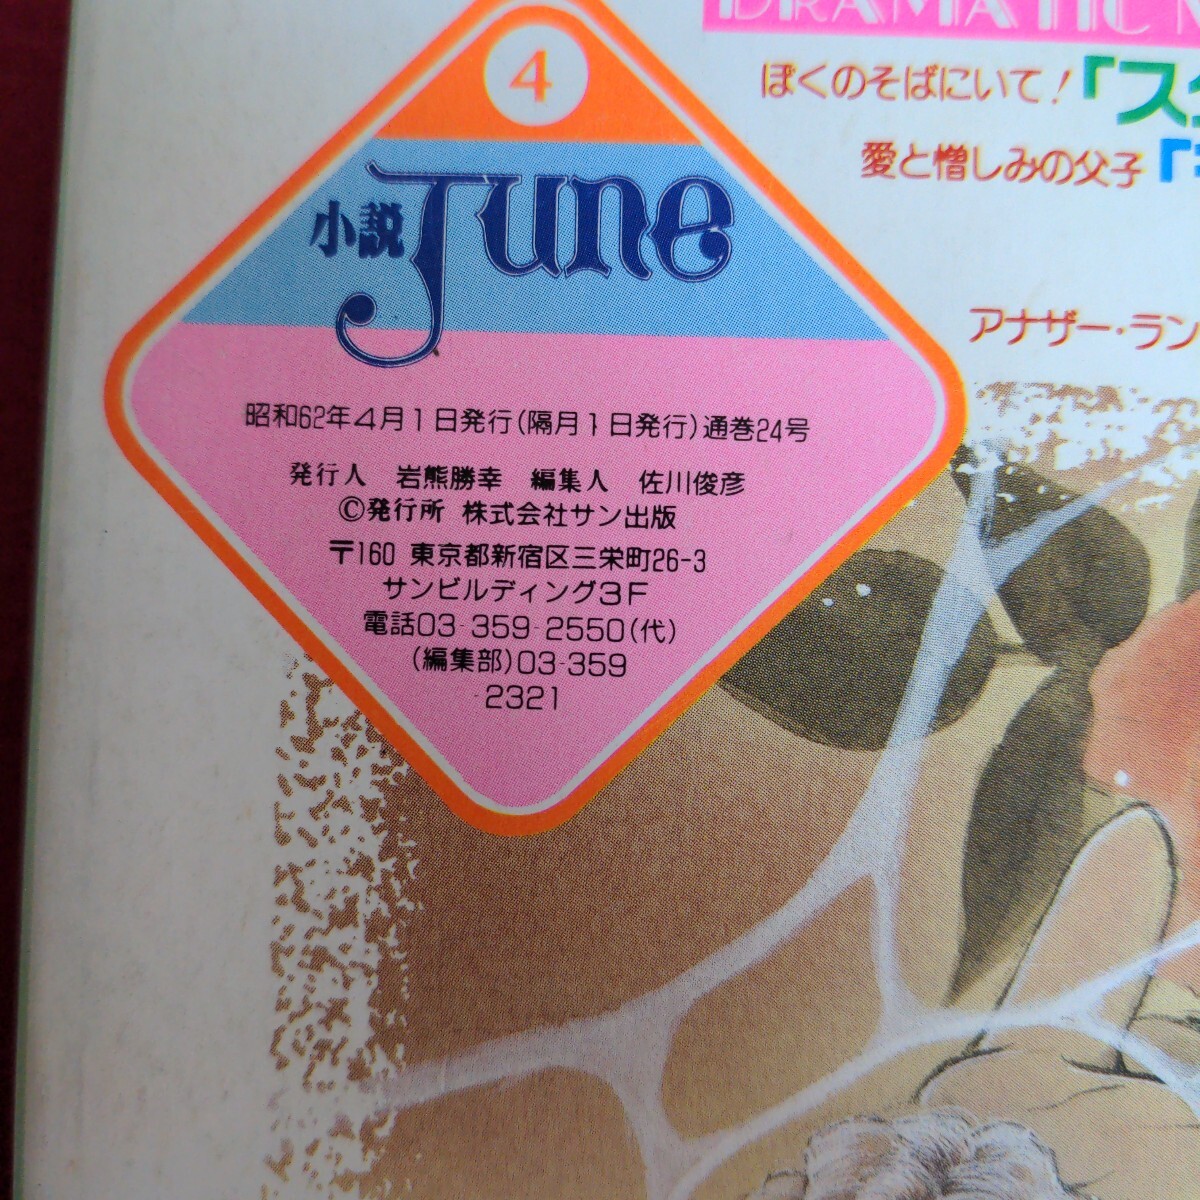 4
小説June
昭和62年4月1日発行(隔月1日発行)通巻24号
発行人 岩熊勝幸 編集人 佐川俊彦
©発行所 株式会社サン出版
〒160 東京都新宿区三栄町26-3
サンビルディング3F
電話03-359-2550(代)
(編集部)03-359
-2321
DRAMATIC
ぼくのそばにいて!「スタ
愛と憎しみの父子「
アナザー・ラン